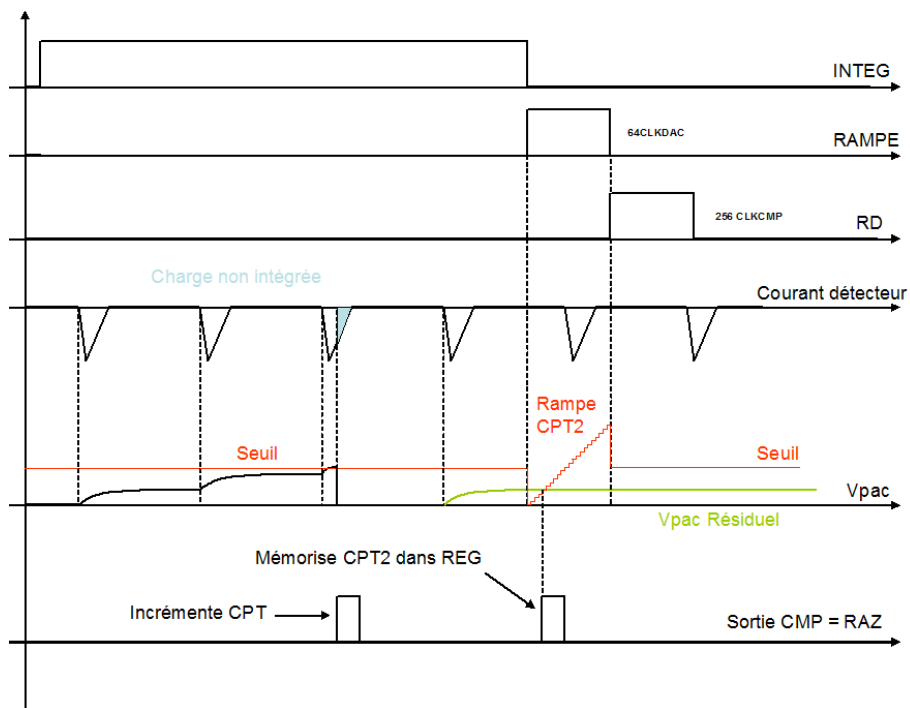 INTEG
64CLKDAC
RAMPE
256 CLKCMP
RD
Charge non intégrée
Courant détecteur
Rampe
CPT2
Seuil
Seuil
Vpac
Vpac Résiduel
Mémorise CPT2 dans REG
Incrémente CPT
Sortie CMP = RAZ